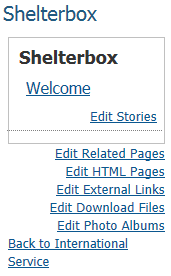 Shelterbox
Shelterbox
Welcome
Edit Stories
Edit Related Pages
Edit HTML Pages
Edit External Links
Edit Download Files
Edit Photo Albums
Back to International
Service